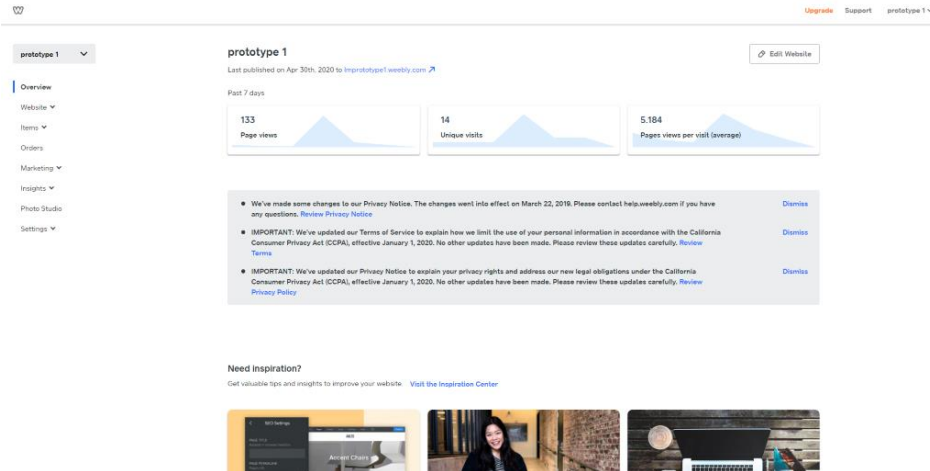 Upgrade Support prototype 1
prototype 1
prototype 1
Edit Website
Last published on Apr 30th, 2020 to lmprototype1.weebly.com
Overview
Website
Items
Orders
Marketing
Insights
Photo Studio
Settings
Past 7 days
133
Page views
14
Unique visits
5.184
Pages views per visit (average)
We've made some changes to our Privacy Notice. The changes went into effect on March 22, 2019. Please contact help.weebly.com if you have
any questions. Review Privacy Notice
Dismiss
IMPORTANT: We've updated our Terms of Service to explain how we limit the use of your personal information in accordance with the California
Consumer Privacy Act (CCPA), effective January 1, 2020. No other updates have been made. Please review these updates carefully. Review
Terms
Dismiss
IMPORTANT: We've updated our Privacy Notice to explain your privacy rights and address our new legal obligations under the California
Consumer Privacy Act (CCPA), effective January 1, 2020. No other updates have been made. Please review these updates carefully. Review
Privacy Policy
Dismiss
Need inspiration?
Get valuable tips and insights to improve your website Visit the Inspiration Center
SEO Settings
SEO
Accent Chairs